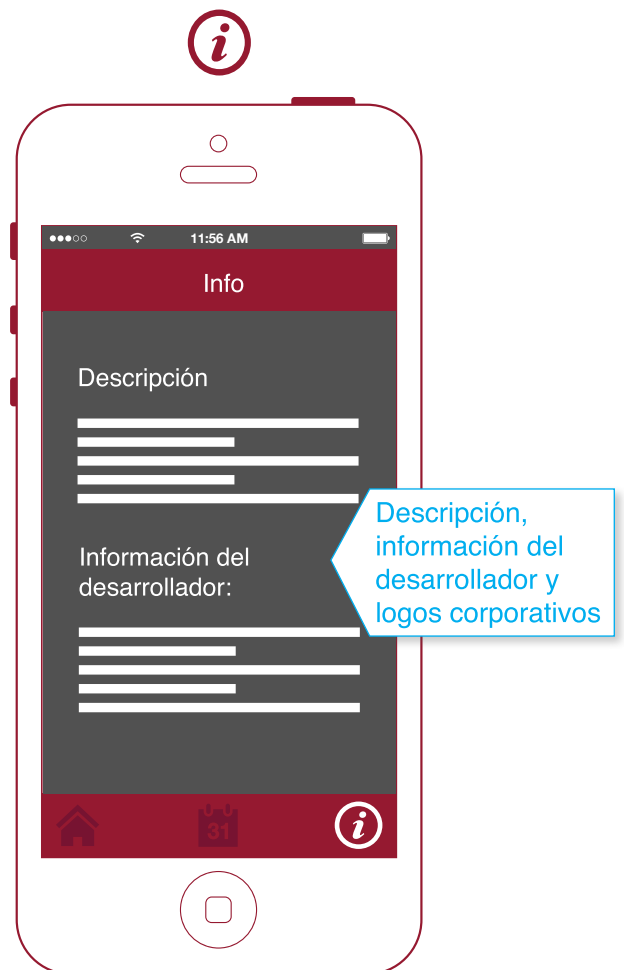 i
11:56 AM
Info
Descripción
Información del
desarrollador:
Descripción,
información del
desarrollador y
logos corporativos
31
i